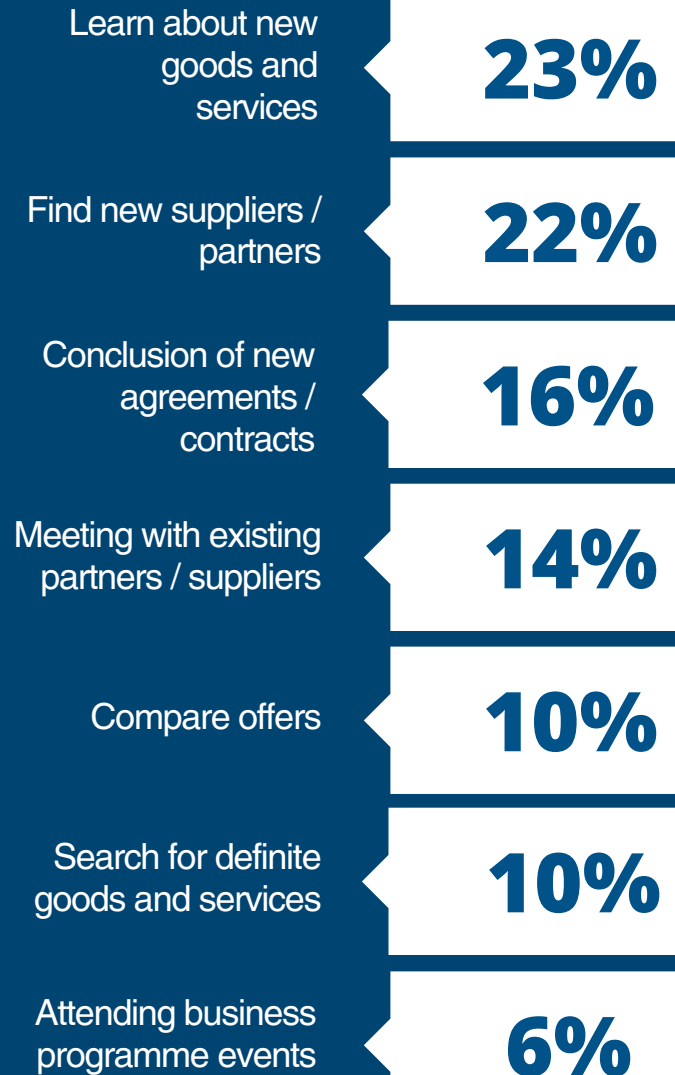 Learn about new
goods and
services
23%
Find new suppliers /
partners
22%
Conclusion of new
agreements /
contracts
16%
Meeting with existing
partners / suppliers
14%
Compare offers
10%
Search for definite
goods and services
10%
Attending business
programme events
6%